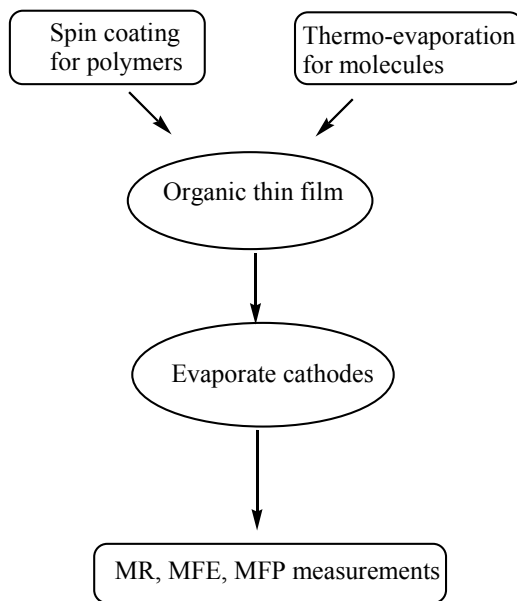 Spin coating
for polymers
Thermo-evaporation
for molecules
Organic thin film
Evaporate cathodes
MR, MFE, MFP measurements